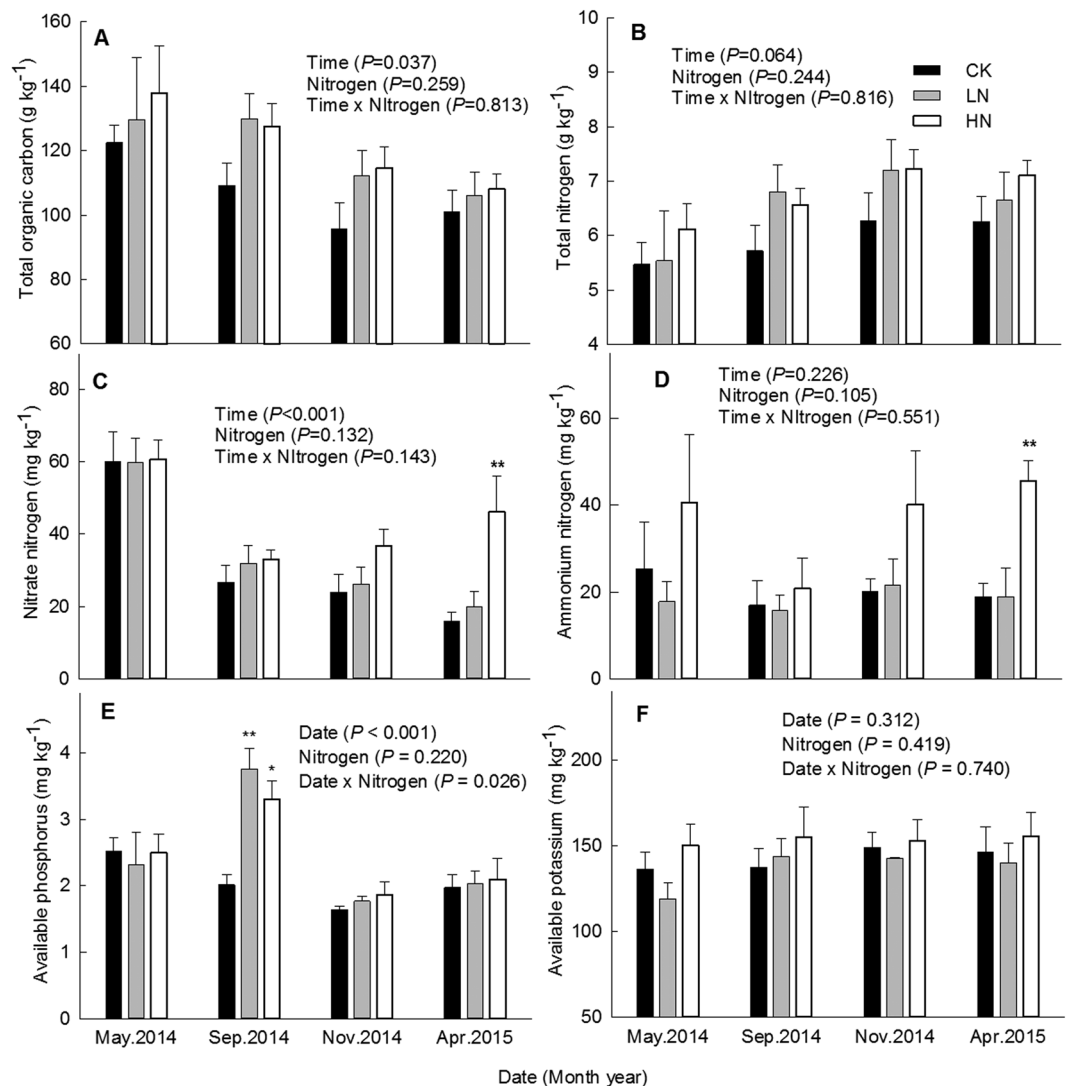 A
Time (P=0.037)
Nitrogen (P=0.259)
Time x NItrogen (P=0.813)
Total organic carbon (g kg⁻¹)
160
140
120
100
80
60
B
Time (P=0.064)
Nitrogen (P=0.244)
Time x NItrogen (P=0.816)
CK
LN
HN
Total nitrogen (g kg⁻¹)
10
9
8
7
6
5
4
C
Time (P<0.001)
Nitrogen (P=0.132)
Time x NItrogen (P=0.143)
**
Nitrate nitrogen (mg kg⁻¹)
80
60
40
20
0
D
Time (P=0.226)
Nitrogen (P=0.105)
Time x NItrogen (P=0.551)
**
Ammonium nitrogen (mg kg⁻¹)
60
40
20
0
E
Date (P < 0.001)
Nitrogen (P = 0.220)
Date x Nitrogen (P = 0.026)
**
*
Available phosphorus (mg kg⁻¹)
4
3
2
1
0
May.2014
Sep.2014
Nov.2014
Apr.2015
F
Date (P = 0.312)
Nitrogen (P = 0.419)
Date x Nitrogen (P = 0.740)
Available potassium (mg kg⁻¹)
200
150
100
50
May.2014
Sep.2014
Nov.2014
Apr.2015
Date (Month year)